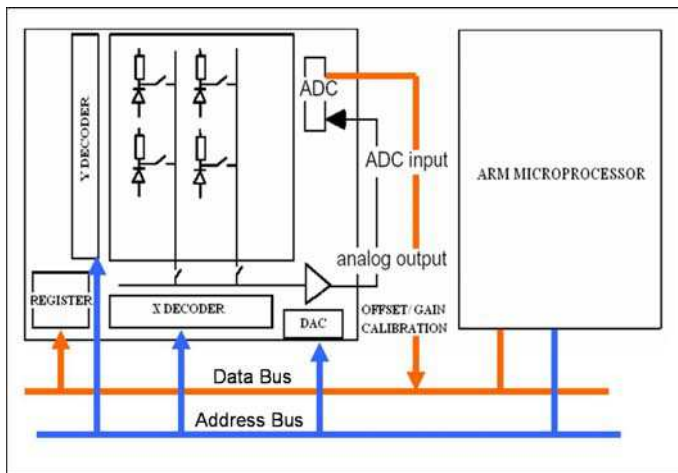 Y DECODER
ADC
ADC input
ARM MICROPROCESSOR
analog output
REGISTER
X DECODER
DAC
OFFSET/ GAIN
CALIBRATION
Data Bus
Address Bus